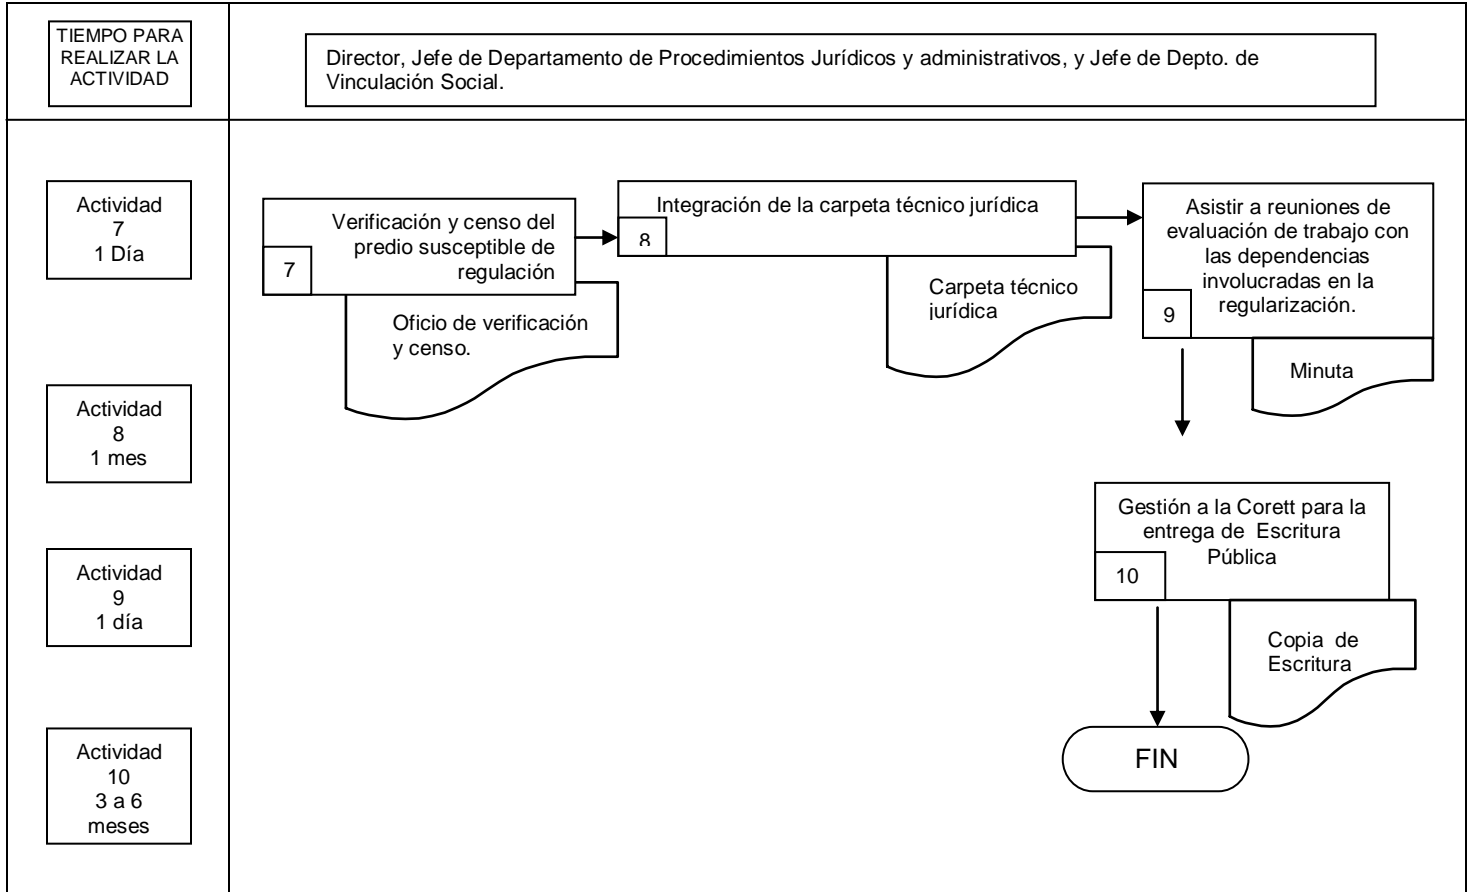 TIEMPO PARA
REALIZAR LA
ACTIVIDAD
Director, Jefe de Departamento de Procedimientos Jurídicos y administrativos, y Jefe de Depto. de
Vinculación Social.
Actividad
7
1 Día
Verificación y censo del
predio susceptible de
regulación
7
Oficio de verificación
y censo.
Integración de la carpeta técnico jurídica
8
Carpeta técnico
jurídica
Asistir a reuniones de
evaluación de trabajo con
las dependencias
involucradas en la
regularización.
9
Minuta
Actividad
8
1 mes
Gestión a la Corett para la
entrega de Escritura
Pública
10
Copia de
Escritura
Actividad
9
1 día
Actividad
10
3 a 6
meses
FIN